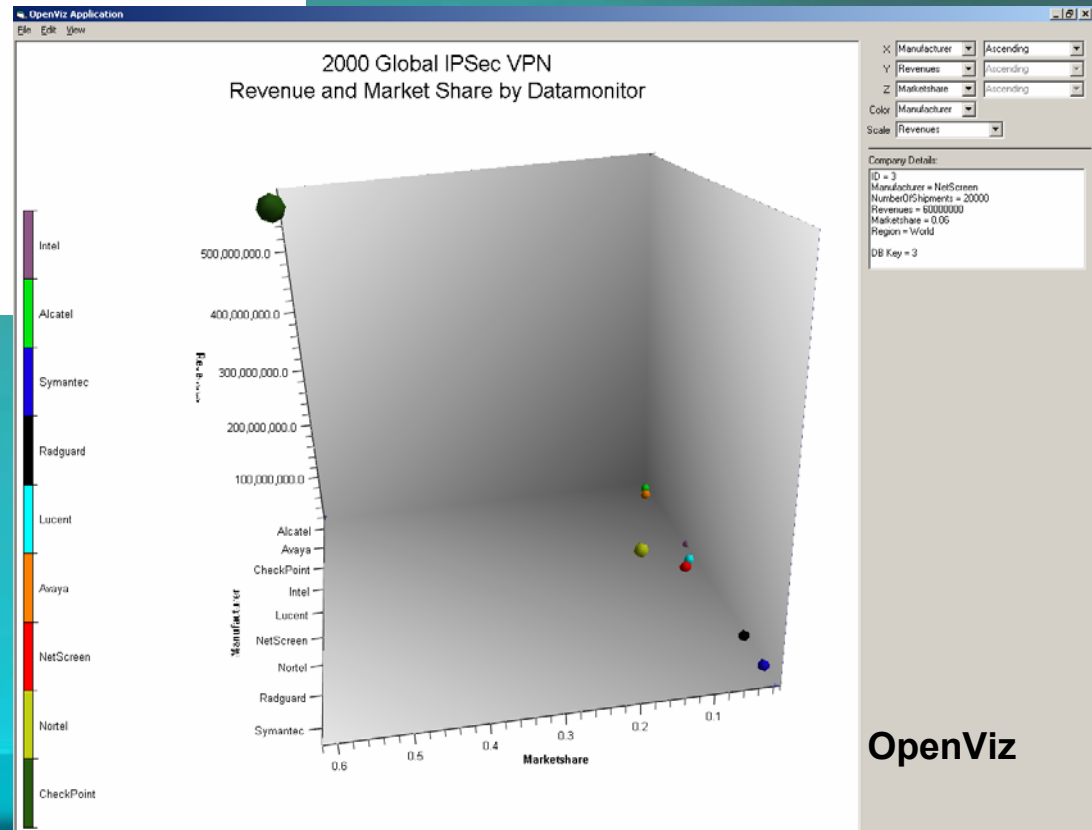 OpenViz Application
File Edit View
2000 Global IPSec VPN
Revenue and Market Share by Datamonitor
X Manufacturer Ascending
Y Revenues Ascending
Z Marketshare Ascending
Color Manufacturer
Scale Revenues
Company Details:
ID = 3
Manufacturer = NetScreen
NumberOfShipments = 20000
Revenues = 60000000
Marketshare = 0.06
Region = World
DB Key = 3
Intel
Alcatel
Symantec
Radguard
Lucent
Avaya
NetScreen
Nortel
CheckPoint
500,000,000.0
400,000,000.0
300,000,000.0
200,000,000.0
100,000,000.0
Alcatel
Avaya
CheckPoint
Intel
Lucent
NetScreen
Nortel
Radguard
Symantec
Manufacturer
0.6
0.5
0.4
0.3
0.2
0.1
Marketshare
OpenViz